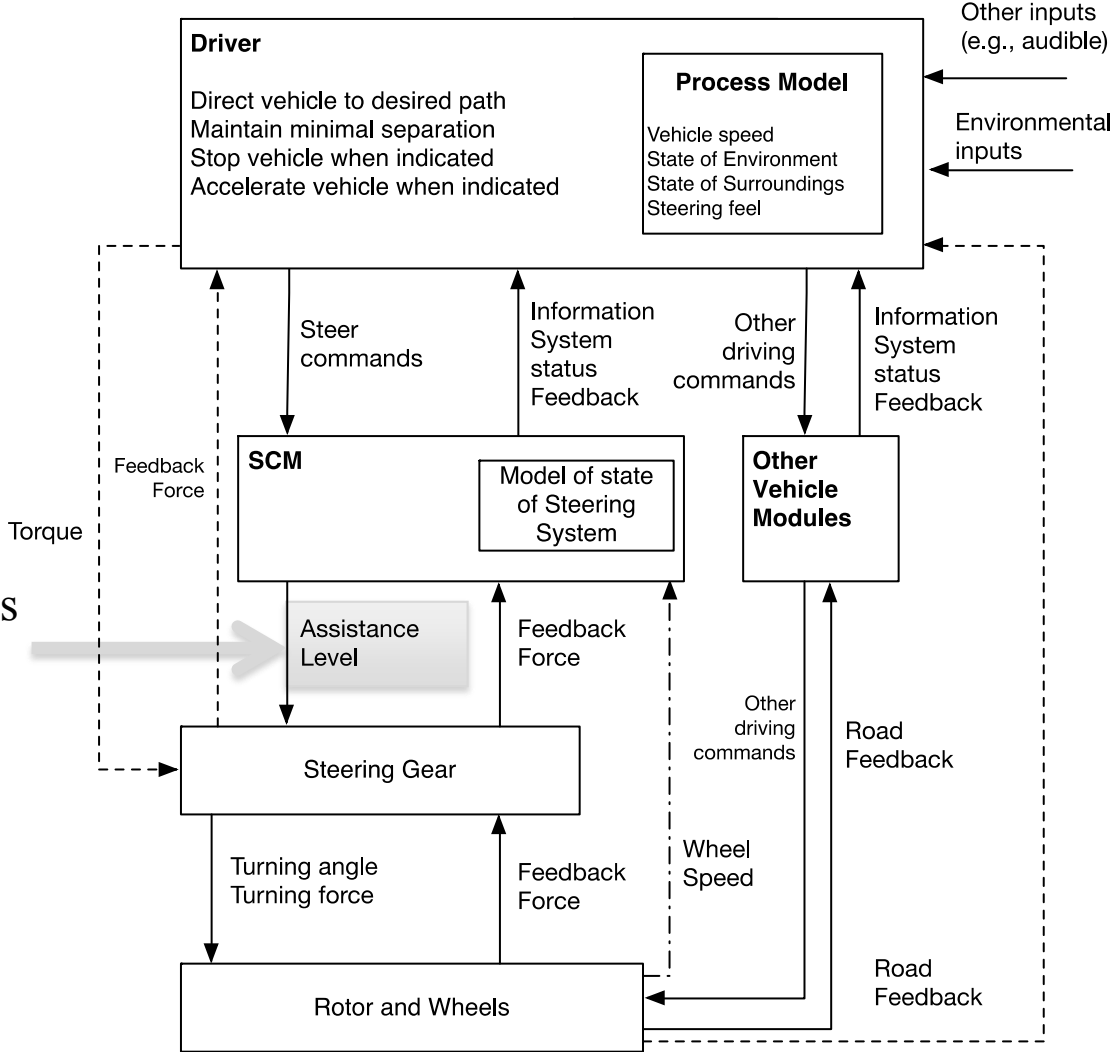 Other inputs
(e.g., audible)
Driver
Process Model
Direct vehicle to desired path
Maintain minimal separation
Stop vehicle when indicated
Accelerate vehicle when indicated
Vehicle speed
State of Environment
State of Surroundings
Steering feel
Environmental
inputs
Steer
commands
Information
System
status
Feedback
Other
driving
commands
Information
System
status
Feedback
Feedback
Force
Torque
SCM
Model of state
of Steering
System
Other
Vehicle
Modules
s
Assistance
Level
Feedback
Force
Other
driving
commands
Road
Feedback
Steering Gear
Turning angle
Turning force
Feedback
Force
Wheel
Speed
Rotor and Wheels
Road
Feedback